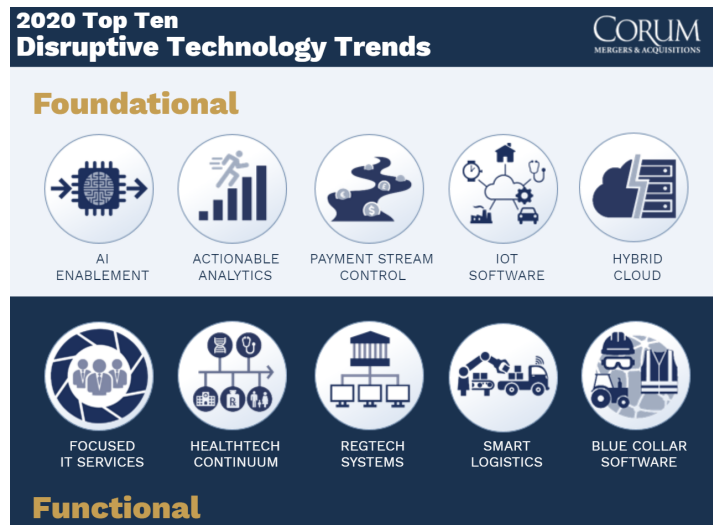 2020 Top Ten
Disruptive Technology Trends
CORUM
MERGERS & ACQUISITIONS
Foundational
AI
ENABLEMENT
ACTIONABLE
ANALYTICS
PAYMENT STREAM
CONTROL
IOT
SOFTWARE
HYBRID
CLOUD
FOCUSED
IT SERVICES
HEALTHTECH
CONTINUUM
REGTECH
SYSTEMS
SMART
LOGISTICS
BLUE COLLAR
SOFTWARE
Functional